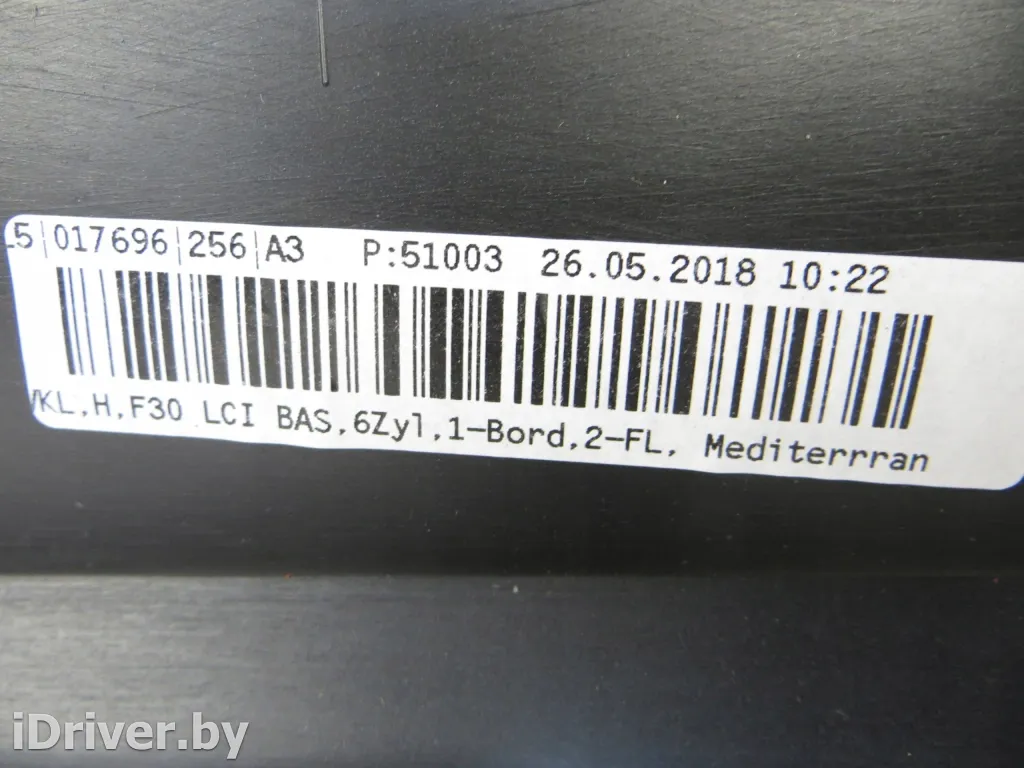 5|017696|256|A3 P:51003 26.05.2018 10:22
KL,H,F30 LCI BAS,6Zyl,1-Bord,2-FL, Mediterrran
iDriver.by